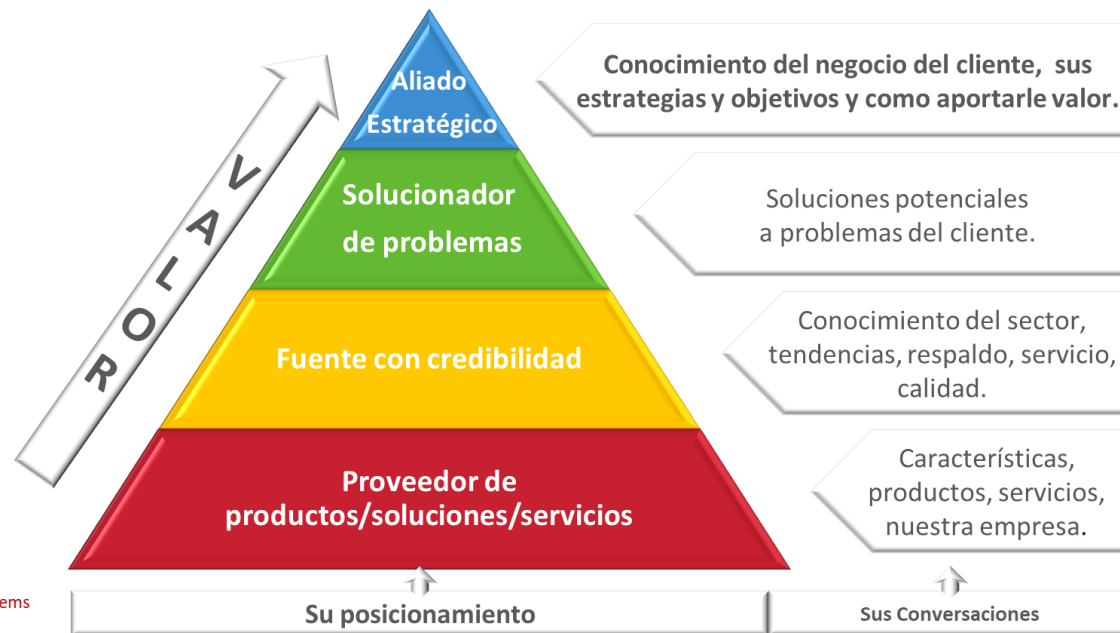 VALOR
Aliado
Estratégico
Conocimiento del negocio del cliente, sus
estrategias y objetivos y como aportarle valor.
Solucionador
de problemas
Soluciones potenciales
a problemas del cliente.
Fuente con credibilidad
Conocimiento del sector,
tendencias, respaldo, servicio,
calidad.
Proveedor de
productos/soluciones/servicios
Características,
productos, servicios,
nuestra empresa.
ems
Su posicionamiento
Sus Conversaciones